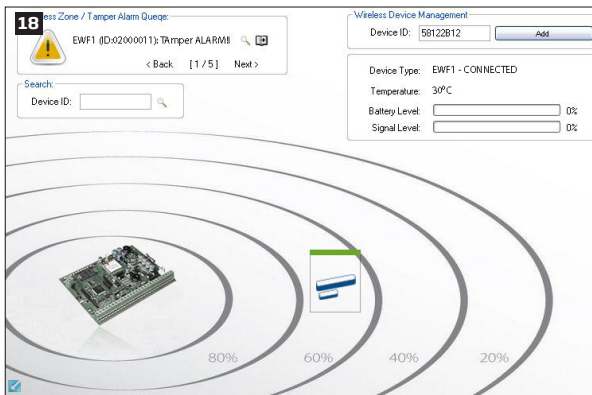 18
ess Zone / Tamper Alarm Queqe:
EWF1 (ID:02000011): TAmper ALARM!!
< Back [1 / 5] Next >
Search:
Device ID:
Wireless Device Management
Device ID: 58122B12 Add
Device Type: EWF1 - CONNECTED
Temperature: 30ºC
Battery Level: 0%
Signal Level: 0%
80% 60% 40% 20%